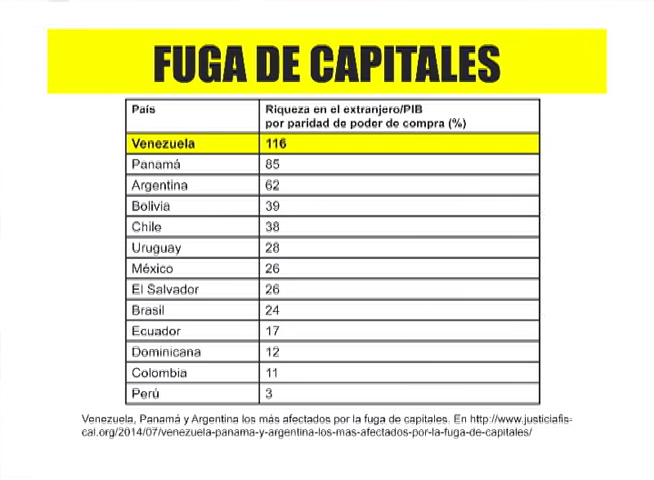 FUGA DE CAPITALES
País Riqueza en el extranjero/PIB
por paridad de poder de compra (%)
Venezuela 116
Panamá 85
Argentina 62
Bolivia 39
Chile 38
Uruguay 28
México 26
El Salvador 26
Brasil 24
Ecuador 17
Dominicana 12
Colombia 11
Perú 3
Venezuela, Panamá y Argentina los más afectados por la fuga de capitales. En http://www.justiciafis-
cal.org/2014/07/venezuela-panama-y-argentina-los-mas-afectados-por-la-fuga-de-capitales/